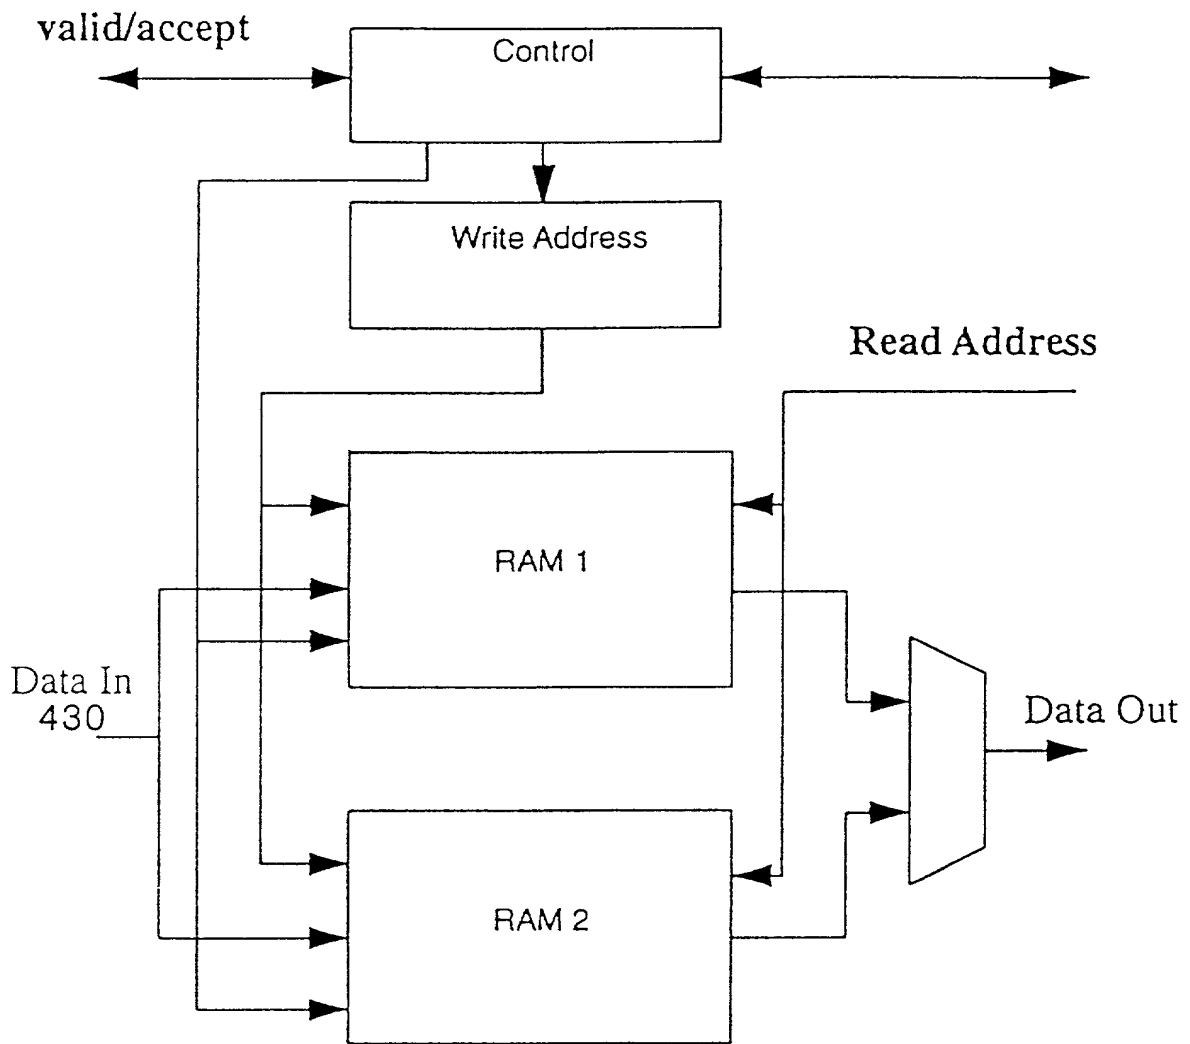 valid/accept
Control
Write Address
Read Address
RAM 1
Data In
430
Data Out
RAM 2